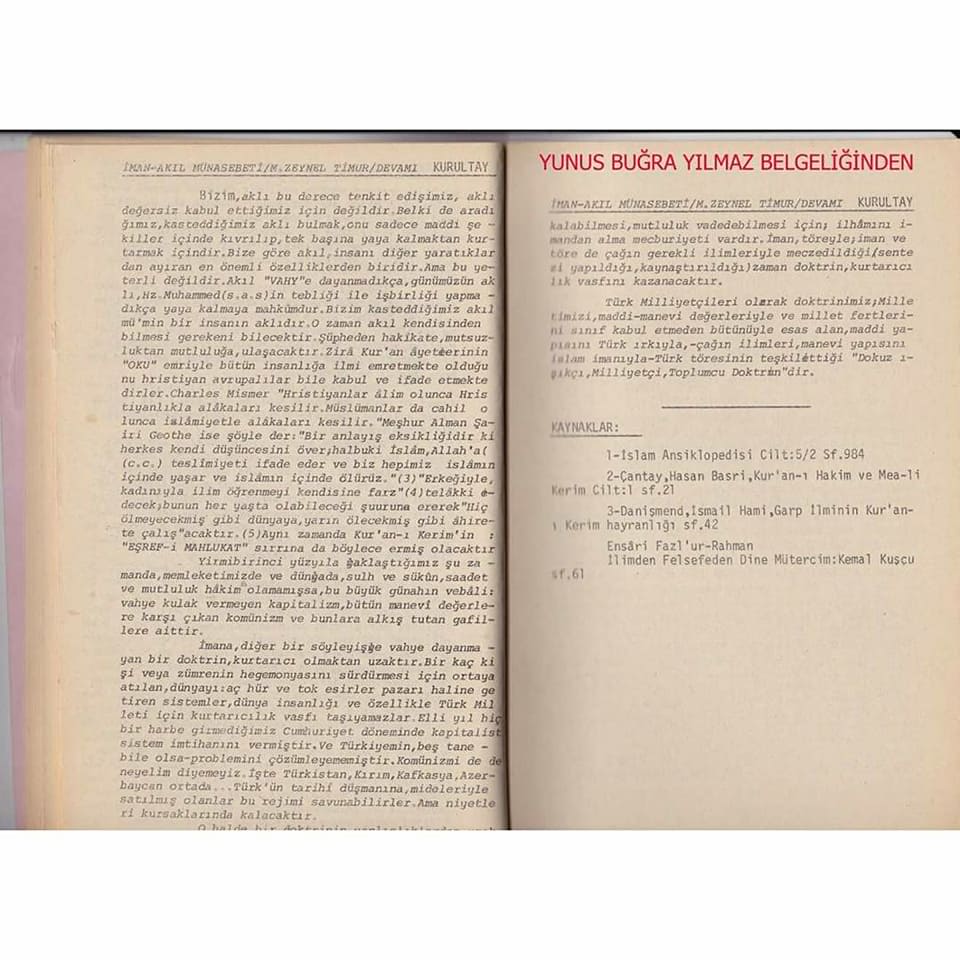 İMAN-AKIL MÜNASEBETİ/M.ZEYNEL TİMUR/DEVAMI KURULTAY
Bizim,aklı bu derece tenkit edişimiz, aklı
değersiz kabul ettiğimiz için değildir.Belki de aradı
ğımız,kasteddiğimiz aklı bulmak,onu sadece maddi şe -
killer içinde kıvrılıp,tek başına yaya kalmaktan kur-
tarmak içindir.Bize göre akıl,insanı diğer yaratıklar
dan ayıran en önemli özelliklerden biridir.Ama bu ye-
terli değildir.Akıl "VAHY"e dayanmadıkça,günümüzün ak
lı,Hz.Muhammed(s.a.s)in tebliği ile işbirliği yapma -
dıkça yaya kalmaya mahkûmdur.Bizim kasteddiğimiz akıl
mü'min bir insanın aklıdır.O zaman akıl kendisinden
bilmesi gerekeni bilecektir.Şüpheden hakikate,mutsuz-
luktan mutluluğa,ulaşacaktır.Zirâ Kur'an âyetterinin
"OKU" emriyle bütün insanlığa ilmi emretmekte olduğu
nu hristiyan avrupalılar bile kabul ve ifade etmekte
dirler.Charles Mismer "Hristiyanlar âlim olunca Hris
tiyanlıkla alâkaları kesilir.Müslümanlar da cahil o
lunca islâmiyetle alâkaları kesilir."Meşhur Alman Şa-
iri Geothe ise şöyle der:"Bir anlayış eksikliğidir ki
herkes kendi düşüncesini över;halbuki İslâm,Allah'a(
(c.c.) teslimiyeti ifade eder ve biz hepimiz islâmın
içinde yaşar ve islâmın içinde ölürüz."(3)"Erkeğiyle,
kadınıyla ilim öğrenmeyi kendisine farz"(4)telâkki e-
decek;bunun her yaşta olabileceği şuuruna ererek"Hiç
ölmeyecekmiş gibi dünyaya,yarın ölecekmiş gibi âhire-
te çalış"acaktır.(5)Aynı zamanda Kur'an-ı Kerim'in :
"EŞREF-i MAHLUKAT" sırrına da böylece ermiş olacaktır
Yirmibirinci yüzyıla yaklaştığımız şu za -
manda,memleketimizde ve dünyada,sulh ve sükûn,saadet
ve mutluluk hâkim olamamışsa,bu büyük günahın vebâli:
vahye kulak vermeyen kapitalizm,bütün manevi değerle-
re karşı çıkan komünizm ve bunlara alkış tutan gafil-
lere aittir.
İmana,diğer bir söyleyişle vahye dayanma -
yan bir doktrin,kurtarıcı olmaktan uzaktır.Bir kaç ki
şi veya zümrenin hegemonyasını sürdürmesi için ortaya
atılan,dünyayı:aç hür ve tok esirler pazarı haline ge
tiren sistemler,dünya insanlığı ve özellikle Türk Mil
leti için kurtarıcılık vasfı taşıyamazlar.Elli yıl hiç
bir harbe girmediğimiz Cumhuriyet döneminde kapitalist
sistem imtihanını vermiştir.Ve Türkiyemin,beş tane -
bile olsa-problemini çözümleyememiştir.Komünizmi de de
neyelim diyemeyiz.İşte Türkistan,Kırım,Kafkasya,Azer-
baycan ortada...Türk'ün tarihi düşmanına,mideleriyle
satılmış olanlar bu rejimi savunabilirler.Ama niyetle
ri kursaklarında kalacaktır.
O halde bir doktrinin
YUNUS BUĞRA YILMAZ BELGELİĞİNDEN
İMAN-AKIL MÜNASEBETİ/M.ZEYNEL TİMUR/DEVAMI KURULTAY
kalabilmesi,mutluluk vadedebilmesi için; ilhamını i-
mandan alma mecburiyeti vardır.İman,töreyle;iman ve
töre de çağın gerekli ilimleriyle meczedildiği/sente
zi yapıldığı,kaynaştırıldığı)zaman doktrin,kurtarıcı
lık vasfını kazanacaktır.
Türk Milliyetçileri olarak doktrinimiz;Mille
timizi,maddi-manevi değerleriyle ve millet fertleri-
ni sınıf kabul etmeden bütünüyle esas alan,maddi ya-
pısını Türk ırkıyla,-çağın ilimleri,manevi yapısını
islam imanıyla-Türk töresinin teşkilèttiği "Dokuz ı-
şıkçı,Milliyetçi,Toplumcu Doktrin"dir.
KAYNAKLAR:
1-İslam Ansiklopedisi Cilt:5/2 Sf.984
2-Çantay,Hasan Basri,Kur'an-ı Hakim ve Mea-li
Kerim Cilt:1 sf.21
3-Danişmend,İsmail Hami,Garp İlminin Kur'an-
ı Kerim hayranlığı sf.42
Ensâri Fazl'ur-Rahman
İlimden Felsefeden Dine Mütercim:Kemal Kuşcu
sf.61